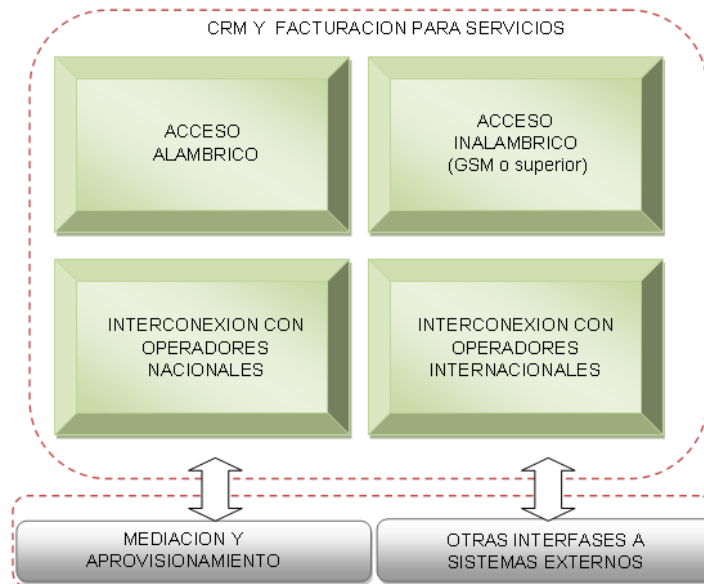 CRM Y FACTURACION PARA SERVICIOS
ACCESO
ALAMBRICO
ACCESO
INALAMBRICO
(GSM o superior)
INTERCONEXION CON
OPERADORES
NACIONALES
INTERCONEXION CON
OPERADORES
INTERNACIONALES
MEDIACION Y
APROVISIONAMIENTO
OTRAS INTERFASES A
SISTEMAS EXTERNOS